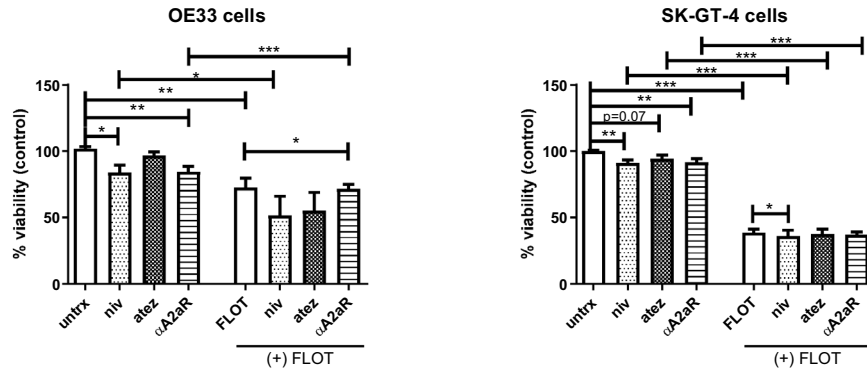 OE33 cells
% viability (control)
150
100
50
0
***
*
**
**
*
*
untrx
niv
atez
αA2aR
FLOT
niv
atez
αA2aR
(+) FLOT
SK-GT-4 cells
% viability (control)
150
100
50
0
***
***
***
***
**
p=0.07
**
*
untrx
niv
atez
αA2aR
FLOT
niv
atez
αA2aR
(+) FLOT